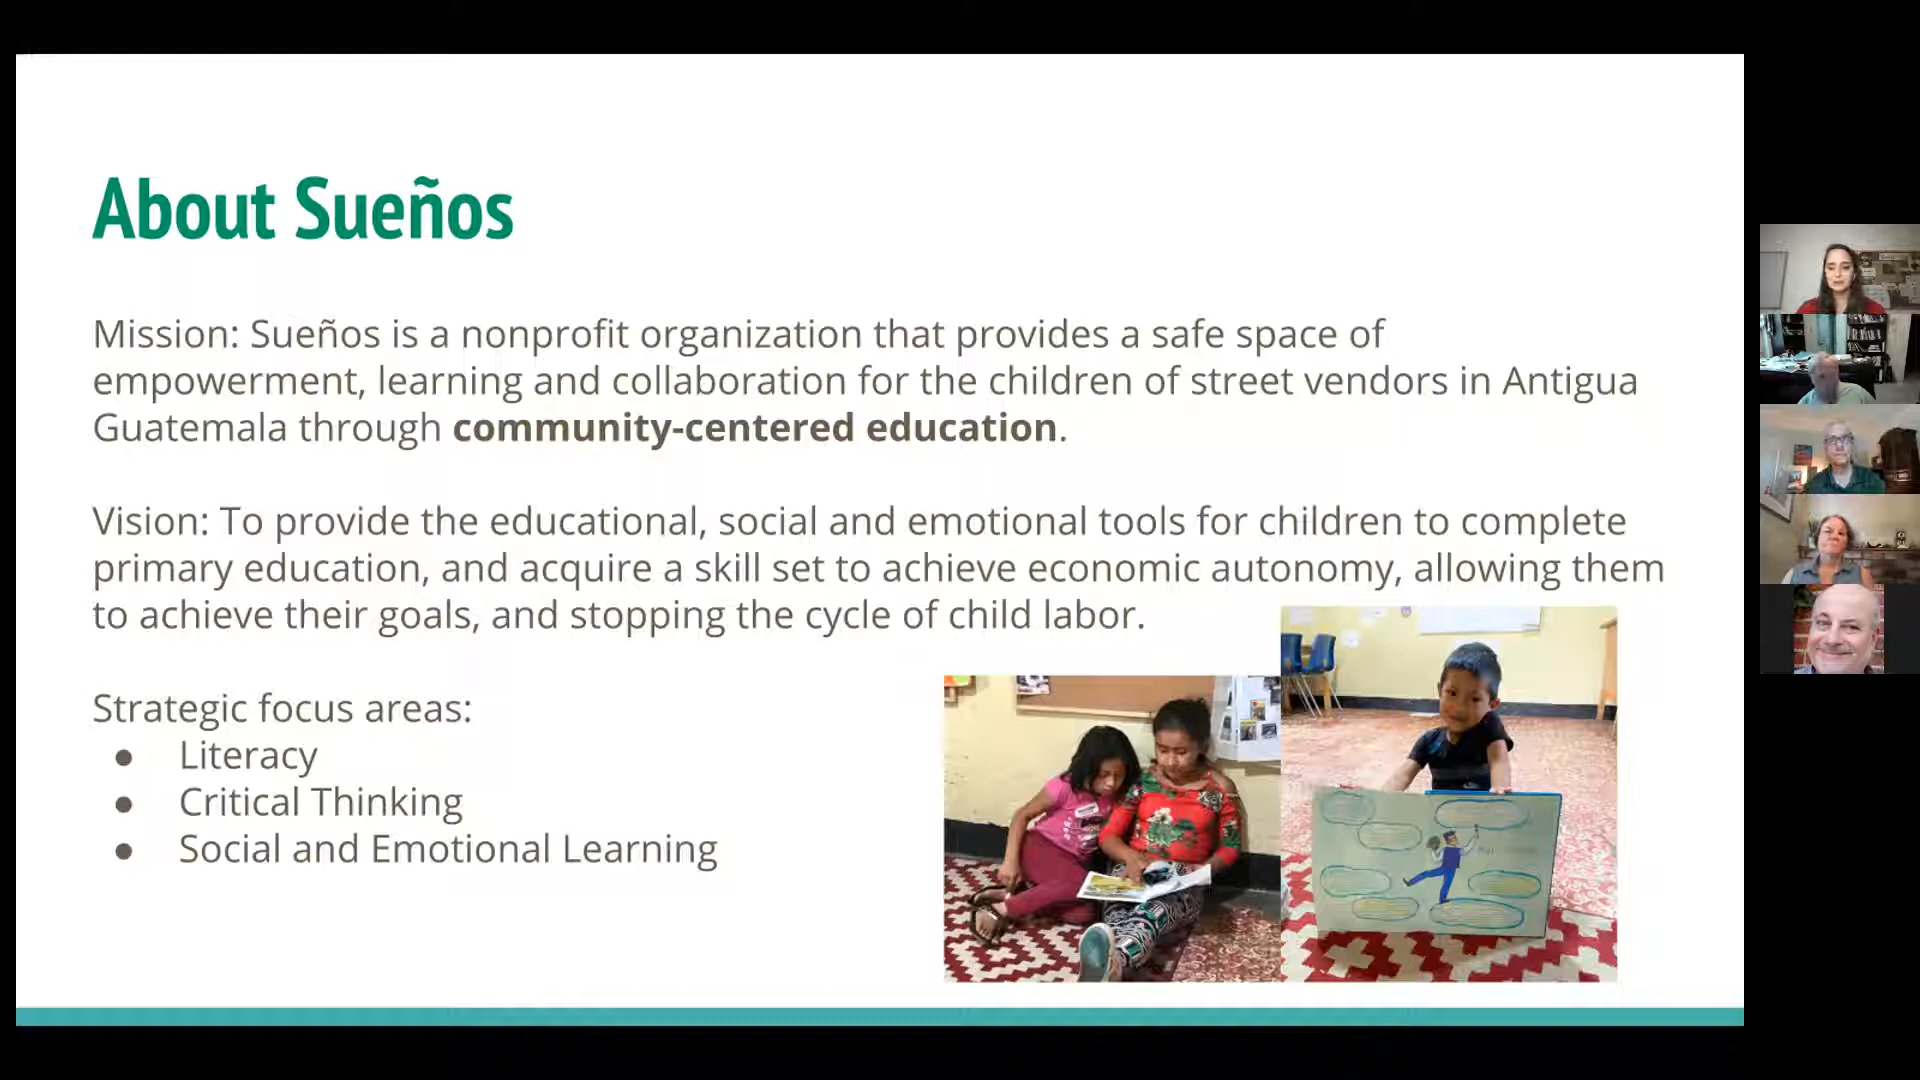 About Sueños
Mission: Sueños is a nonprofit organization that provides a safe space of
empowerment, learning and collaboration for the children of street vendors in Antigua
Guatemala through community-centered education.
Vision: To provide the educational, social and emotional tools for children to complete
primary education, and acquire a skill set to achieve economic autonomy, allowing them
to achieve their goals, and stopping the cycle of child labor.
Strategic focus areas:
● Literacy
● Critical Thinking
● Social and Emotional Learning